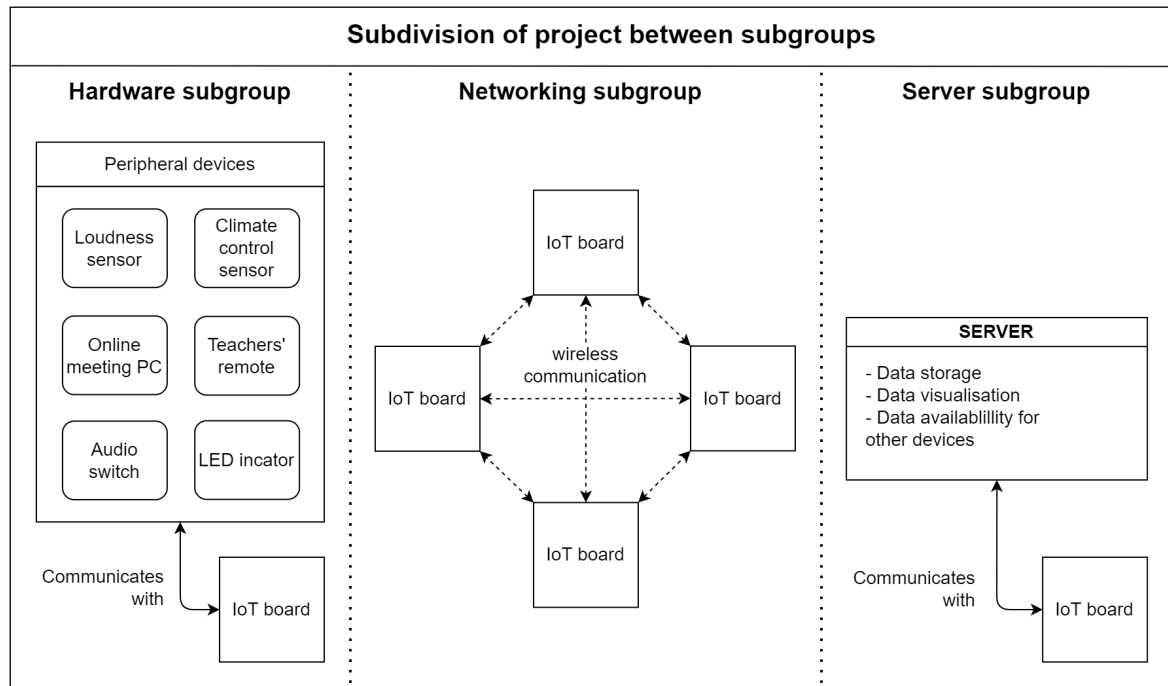 Subdivision of project between subgroups
Hardware subgroup
Peripheral devices
Loudness
sensor
Climate
control
sensor
Online
meeting PC
Teachers'
remote
Audio
switch
LED incator
Communicates
with
IoT board
Networking subgroup
IoT board
wireless
communication
IoT board
IoT board
IoT board
Server subgroup
SERVER
- Data storage
- Data visualisation
- Data availablillity for
other devices
Communicates
with
IoT board